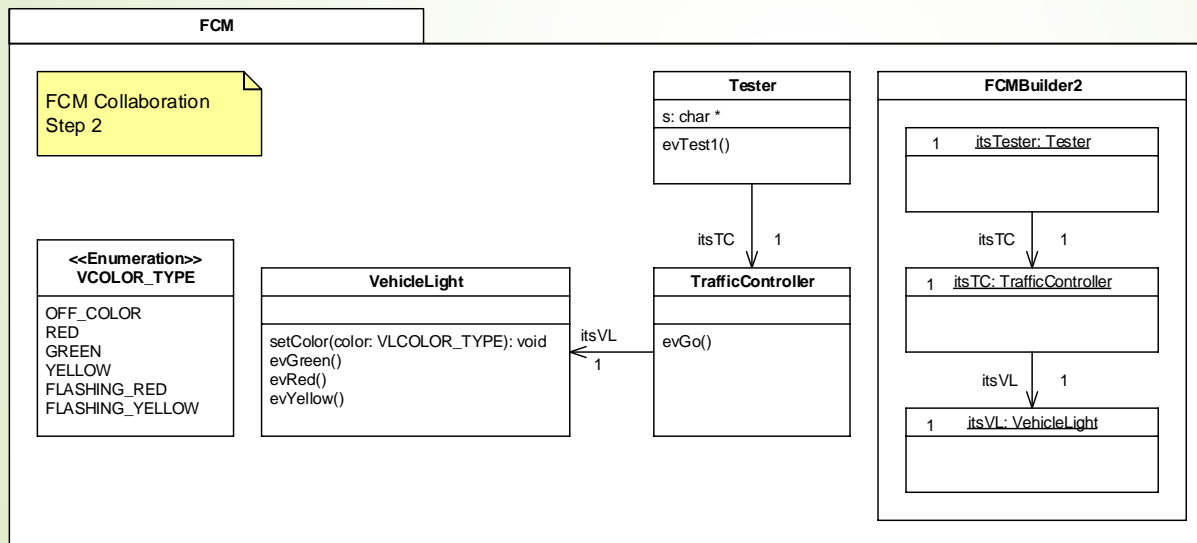 FCM
FCM Collaboration
Step 2
Tester
s: char *
evTest1()
FCMBuilder2
1 itsTester: Tester
itsTC 1
itsTC 1
<<Enumeration>>
VCOLOR_TYPE
OFF_COLOR
RED
GREEN
YELLOW
FLASHING_RED
FLASHING_YELLOW
VehicleLight
setColor(color: VLCOLOR_TYPE): void
evGreen()
evRed()
evYellow()
itsVL
1
TrafficController
evGo()
1 itsTC: TrafficController
itsVL 1
1 itsVL: VehicleLight